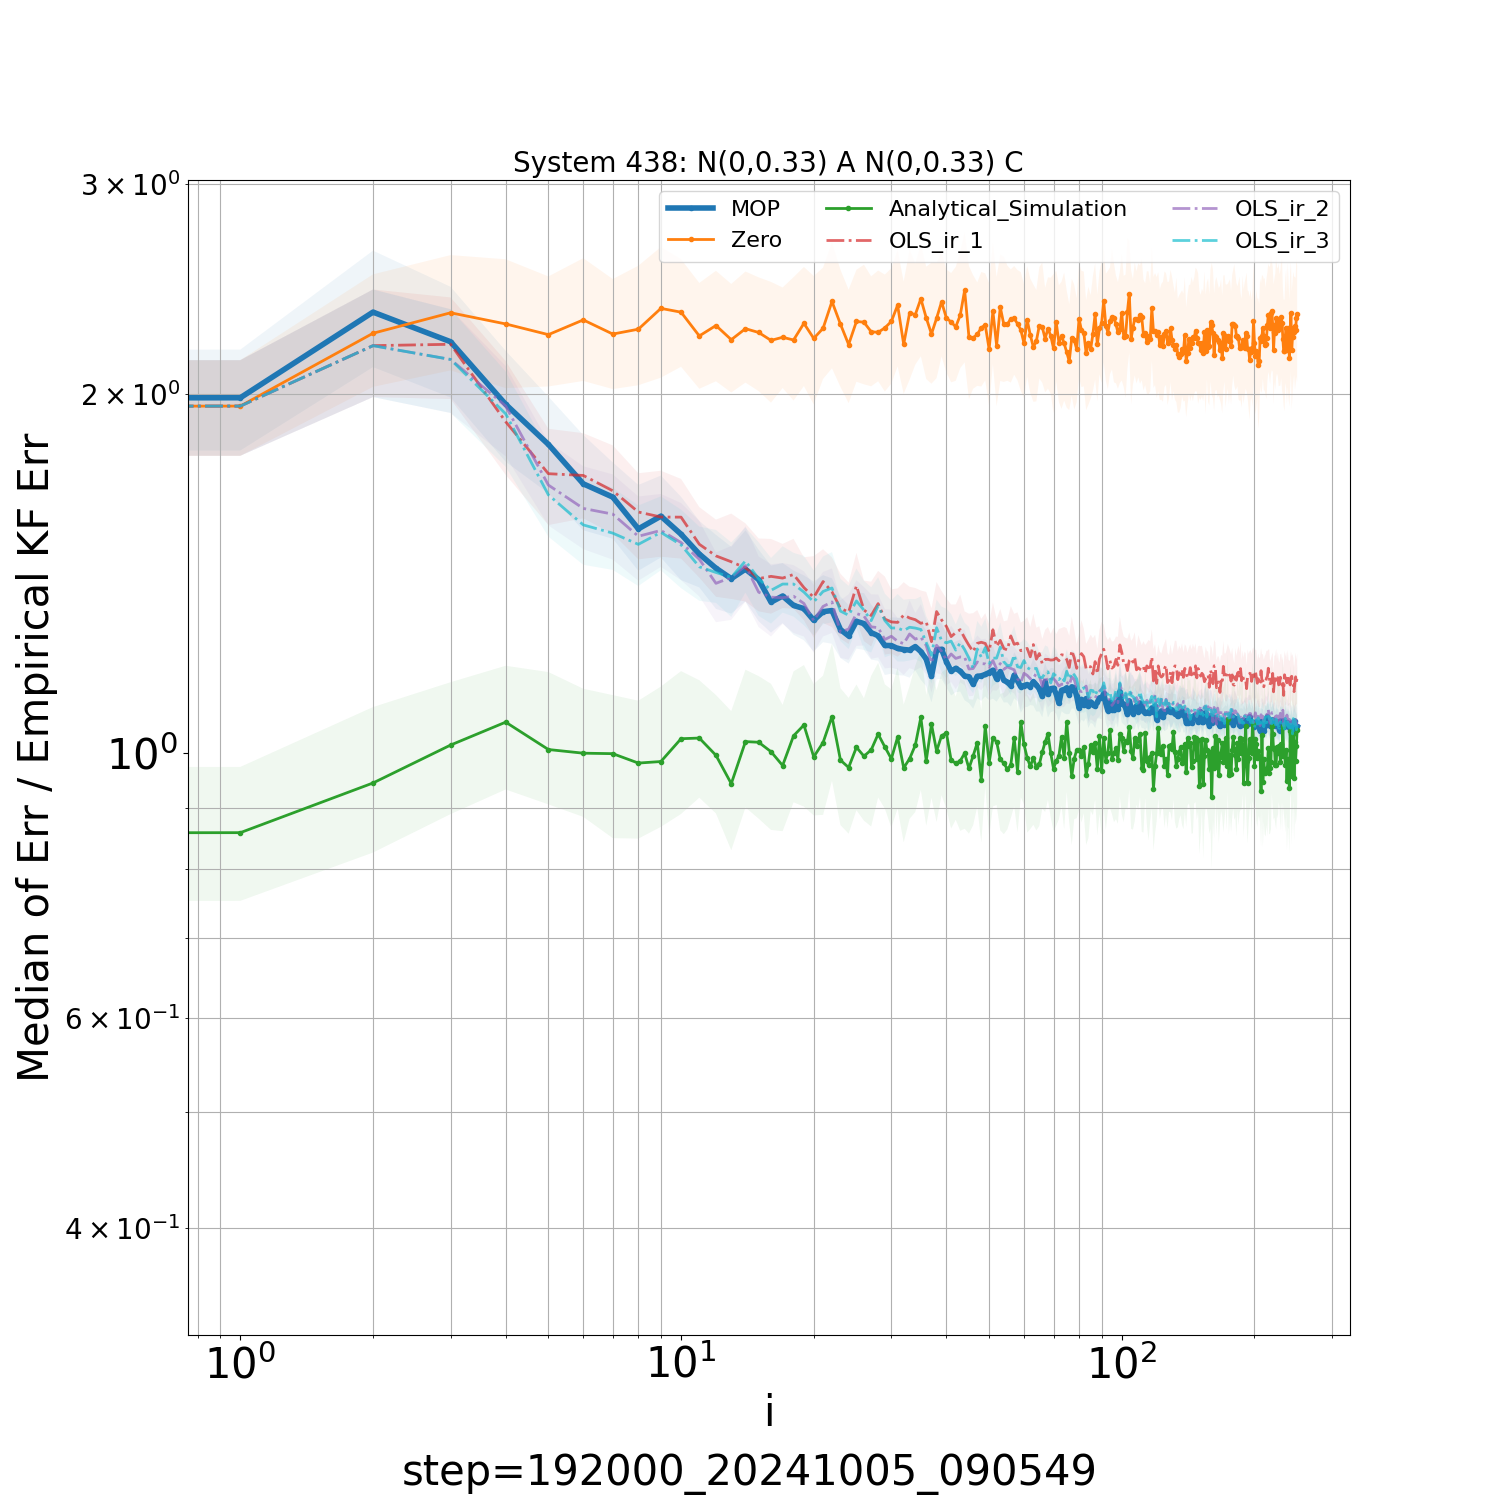 System 438: N(0,0.33) A N(0,0.33) C
MOP
Zero
Analytical_Simulation
OLS_ir_1
OLS_ir_2
OLS_ir_3
3 × 10⁰
2 × 10⁰
10⁰
6 × 10⁻¹
4 × 10⁻¹
Median of Err / Empirical KF Err
10⁰ 10¹ 10²
i
step=192000_20241005_090549